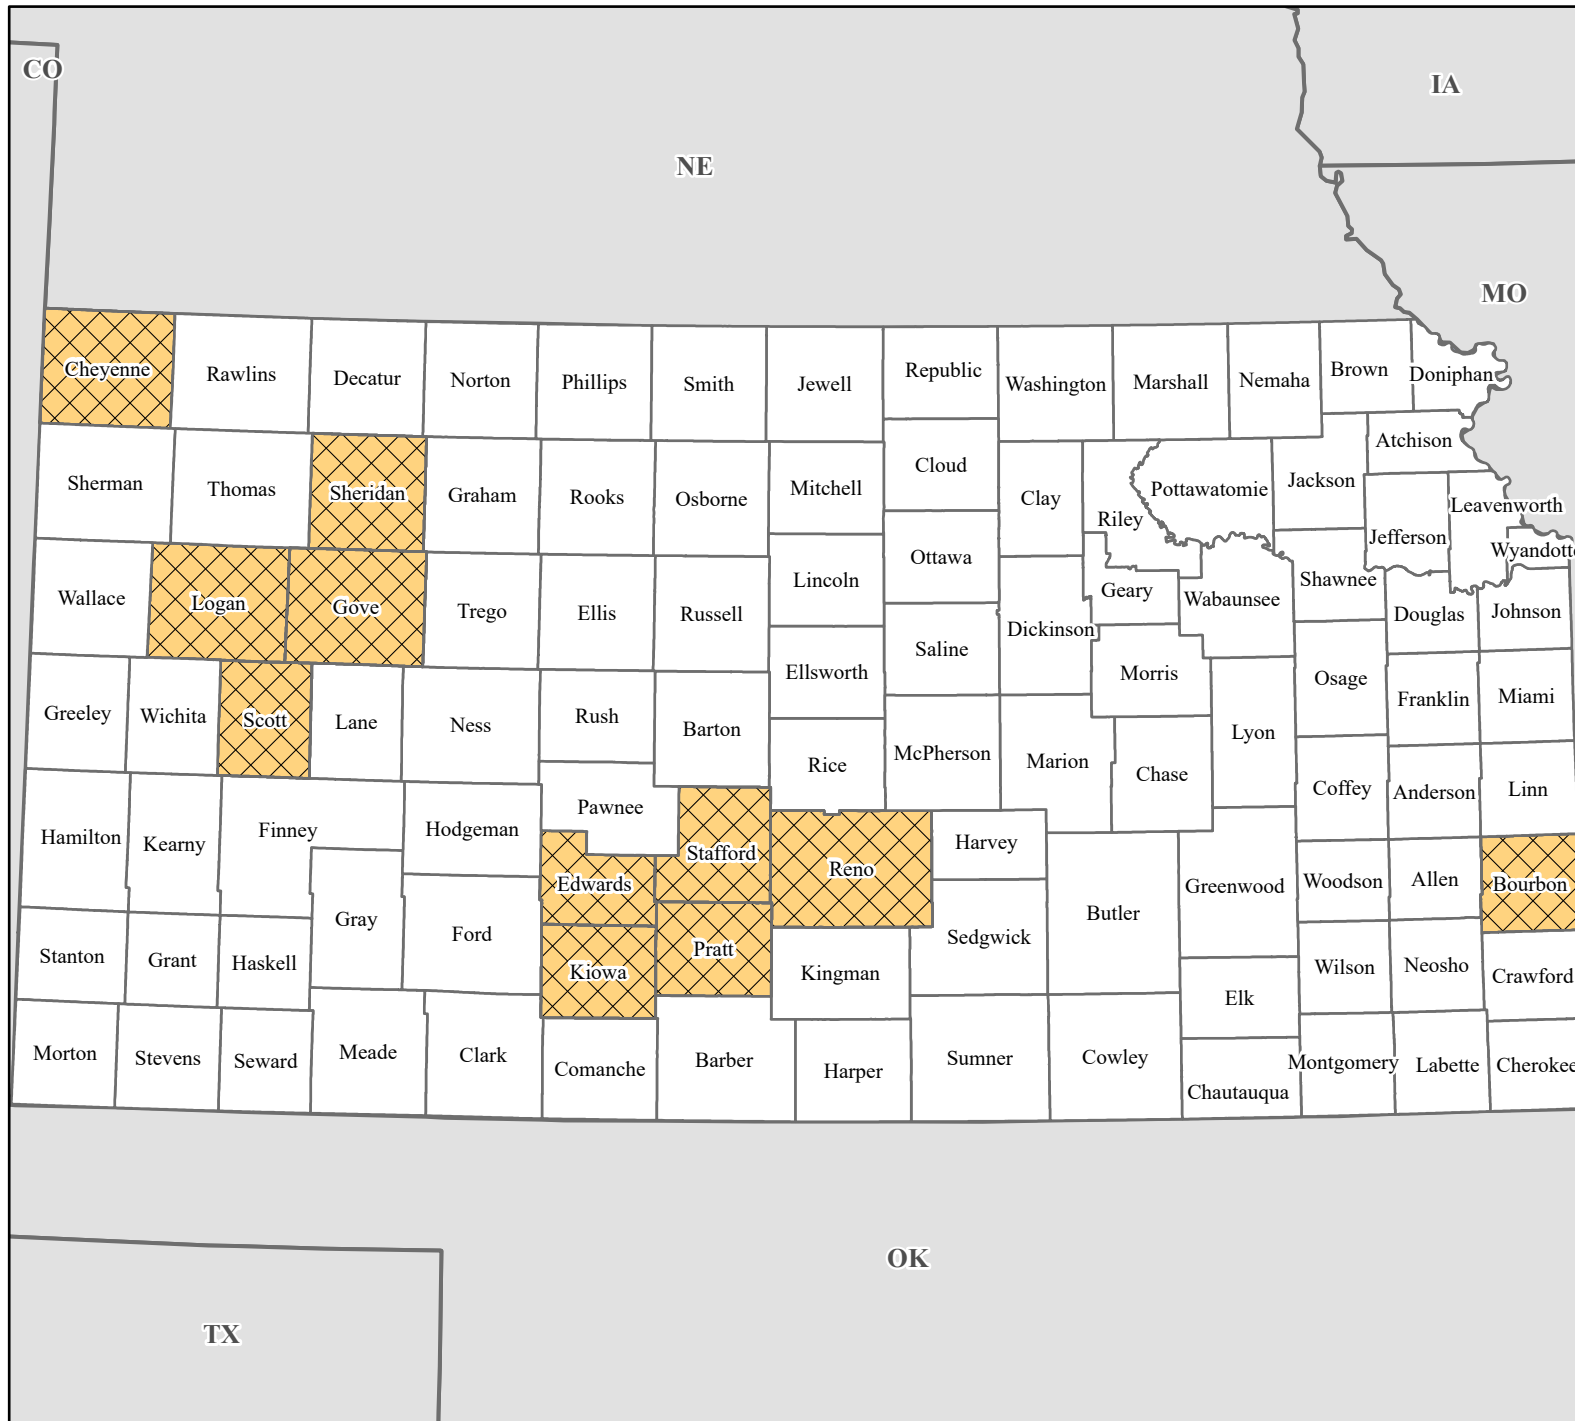 CO
IA
NE
MO
Cheyenne
Rawlins
Decatur
Norton
Phillips
Smith
Jewell
Republic
Washington
Marshall
Nemaha
Brown
Doniphan
Sherman
Thomas
Sheridan
Graham
Rooks
Osborne
Mitchell
Cloud
Clay
Riley
Pottawatomie
Jackson
Atchison
Jefferson
Leavenworth
Wyandott
Wallace
Logan
Gove
Trego
Ellis
Russell
Lincoln
Ottawa
Geary
Wabaunsee
Shawnee
Douglas
Johnson
Dickinson
Saline
Ellsworth
Morris
Osage
Franklin
Miami
Greeley
Wichita
Scott
Lane
Ness
Rush
Barton
Rice
McPherson
Marion
Chase
Lyon
Coffey
Anderson
Linn
Hamilton
Kearny
Finney
Hodgeman
Pawnee
Stafford
Edwards
Reno
Harvey
Butler
Greenwood
Woodson
Allen
Bourbon
Gray
Ford
Kiowa
Pratt
Kingman
Sedgwick
Stanton
Grant
Haskell
Elk
Wilson
Neosho
Crawford
Morton
Stevens
Seward
Meade
Clark
Comanche
Barber
Harper
Sumner
Cowley
Chautauqua
Montgomery
Labette
Cherokee
OK
TX